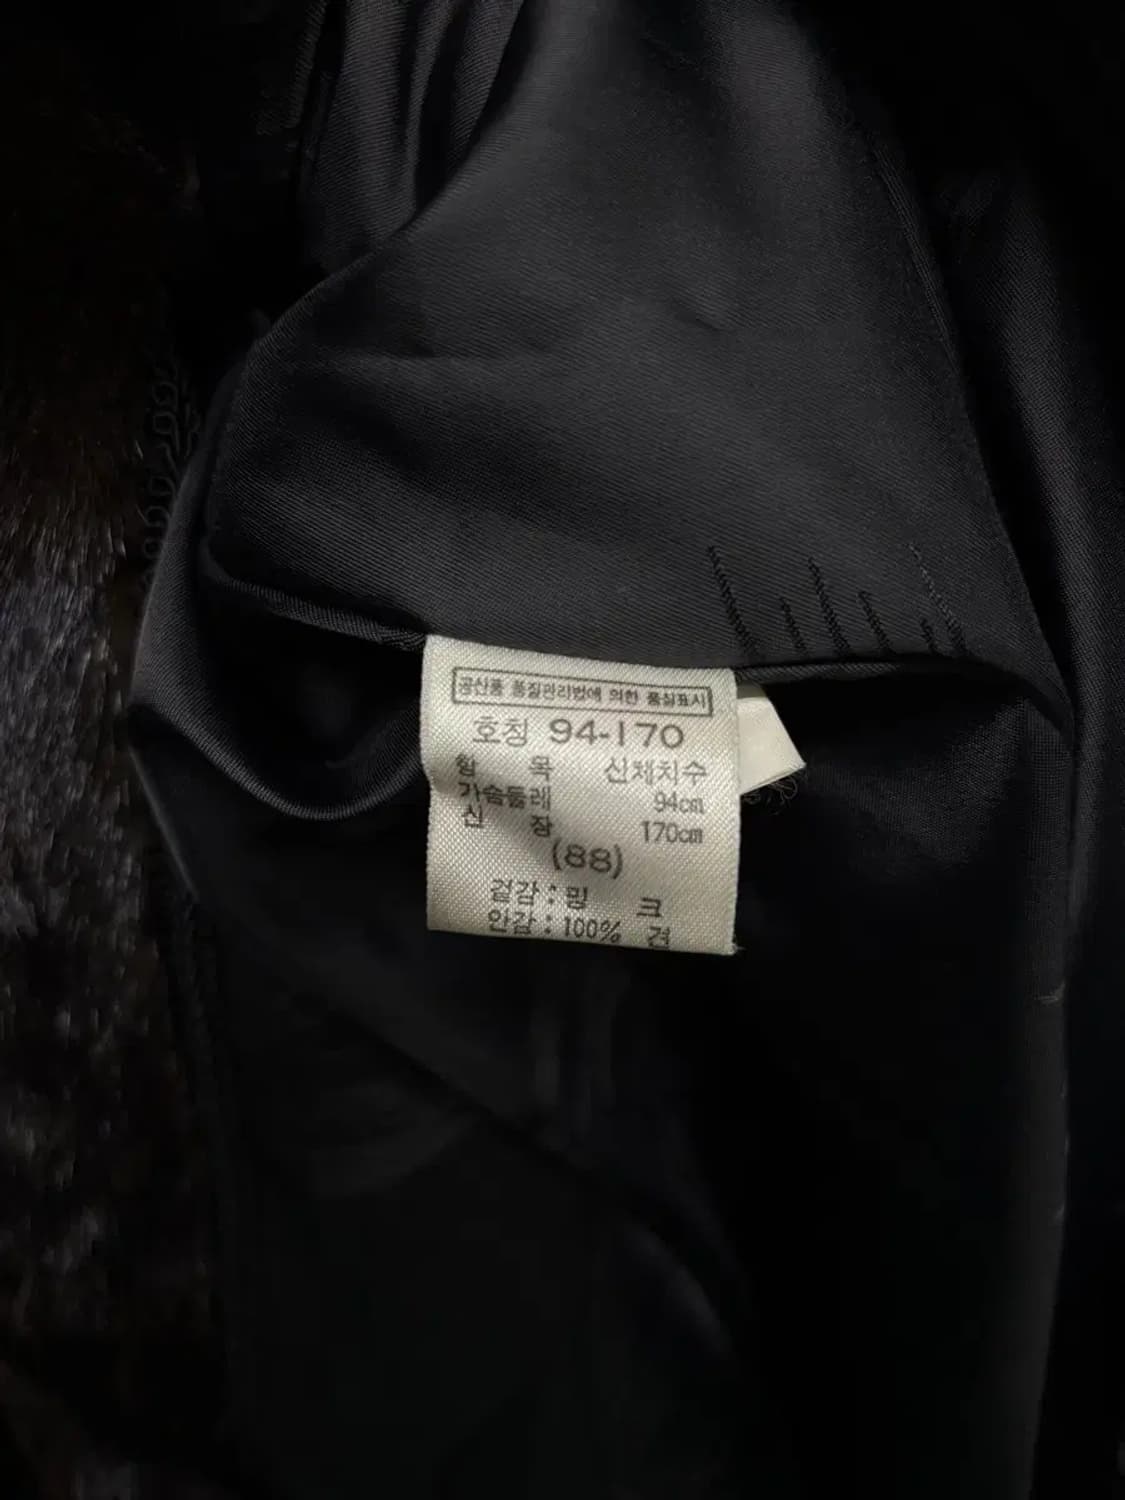 공산품 품질관리법에 의한 품질표시
호칭 94-170
항 목 신체치수
가슴둘레 94cm
신 장 170cm
(88)
겉감 : 밍 크
안감 : 100% 견